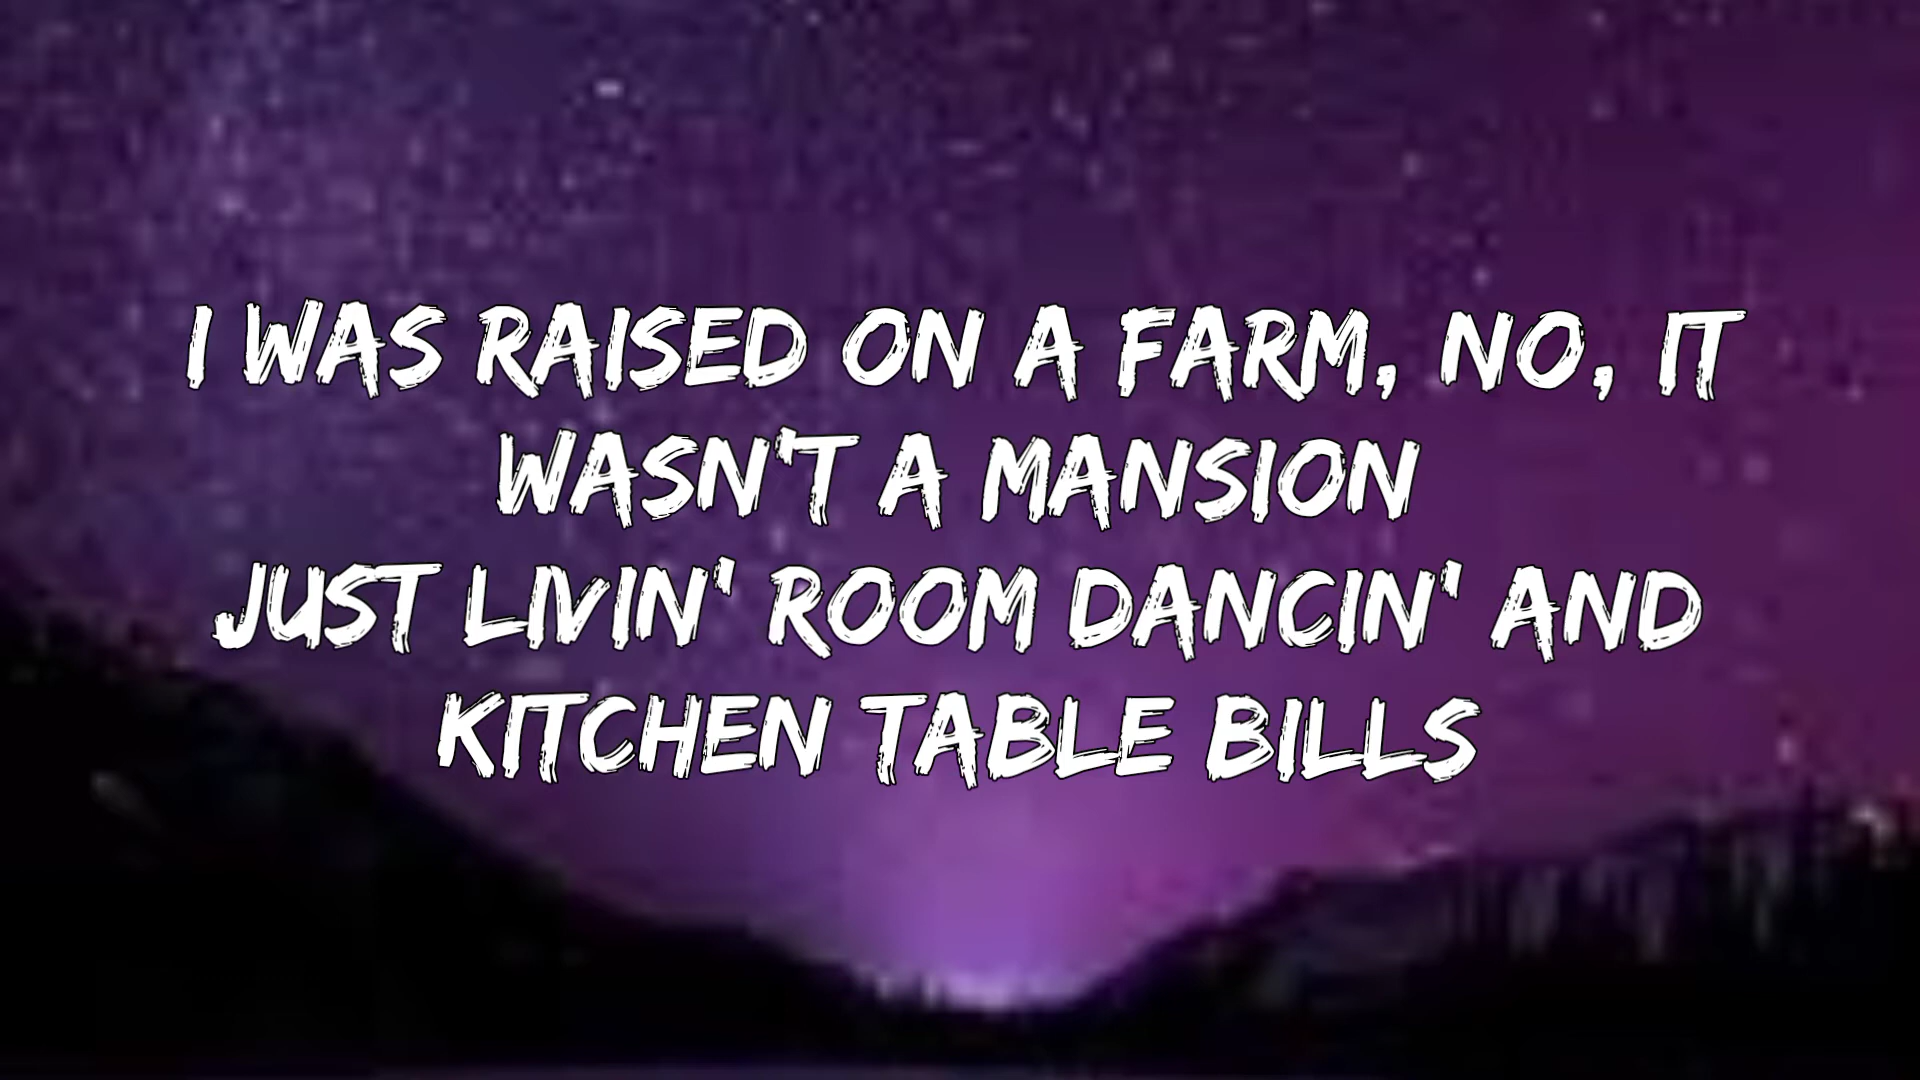 I WAS RAISED ON A FARM, NO, IT
WASN'T A MANSION
JUST LIVIN' ROOM DANCIN' AND
KITCHEN TABLE BILLS